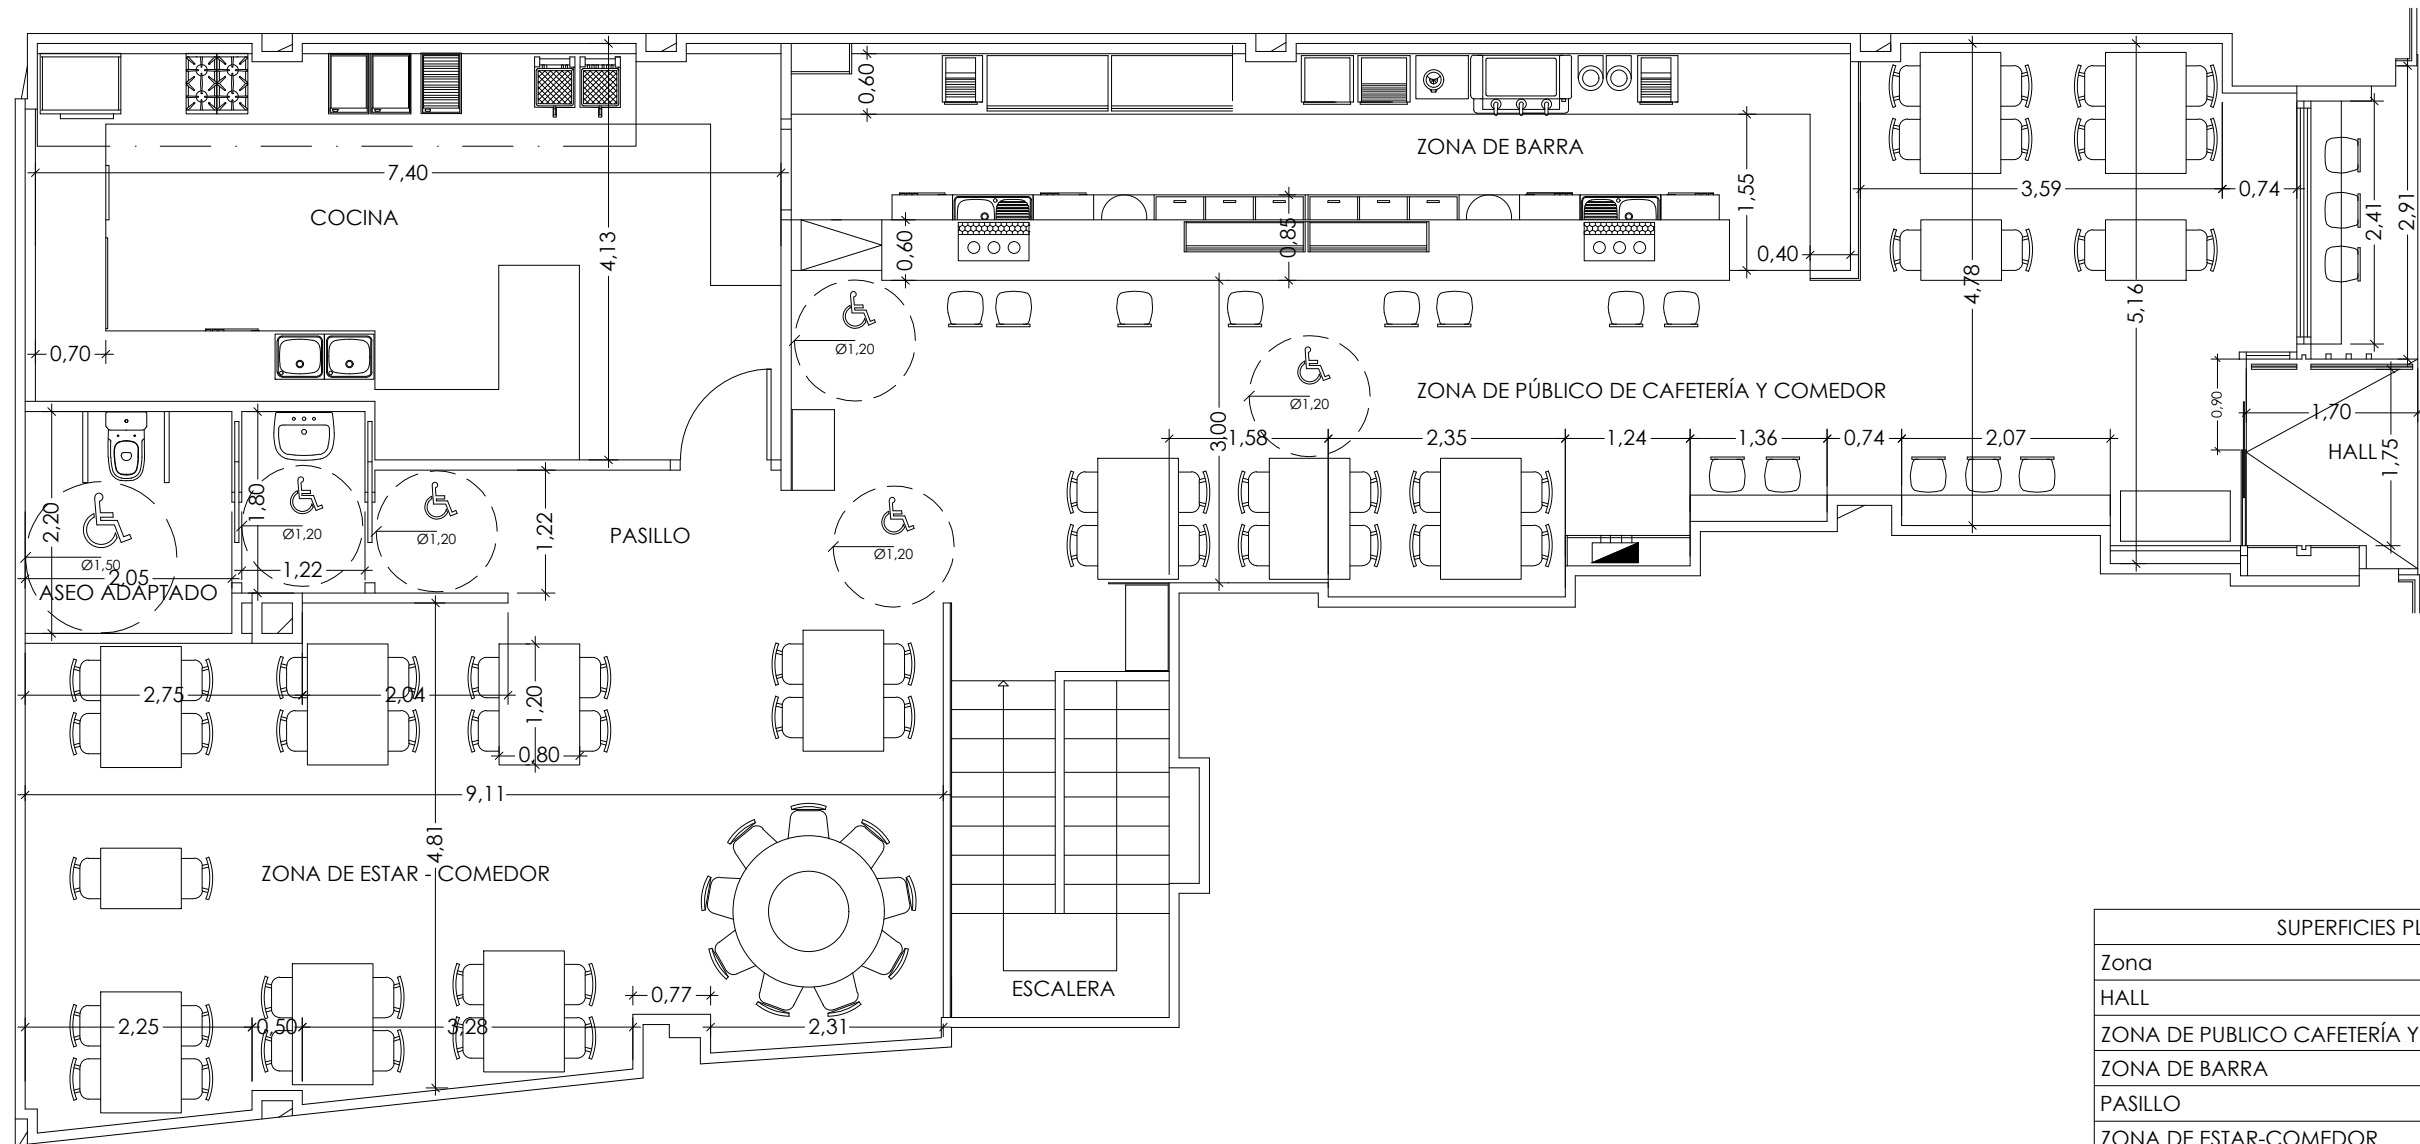 0,60
7,40
ZONA DE BARRA
1,55
3,59
0,74
COCINA
4,13
0,60
0,85
0,40
2,41
2,91
4,78
5,16
0,70
Ø1,20
Ø1,20
ZONA DE PÚBLICO DE CAFETERÍA Y COMEDOR
0,90
1,70
3,00
1,58
2,35
1,24
1,36
0,74
2,07
HALL
1,75
2,20
1,80
Ø1,20
Ø1,20
1,22
PASILLO
Ø1,20
Ø1,50
2,05
1,22
ASEO ADAPTADO
2,75
2,04
1,20
0,80
9,11
4,81
ZONA DE ESTAR - COMEDOR
ESCALERA
0,77
2,25
0,50
3,28
2,31
SUPERFICIES PL
Zona
HALL
ZONA DE PUBLICO CAFETERÍA Y
ZONA DE BARRA
PASILLO
ZONA DE ESTAR-COMEDOR